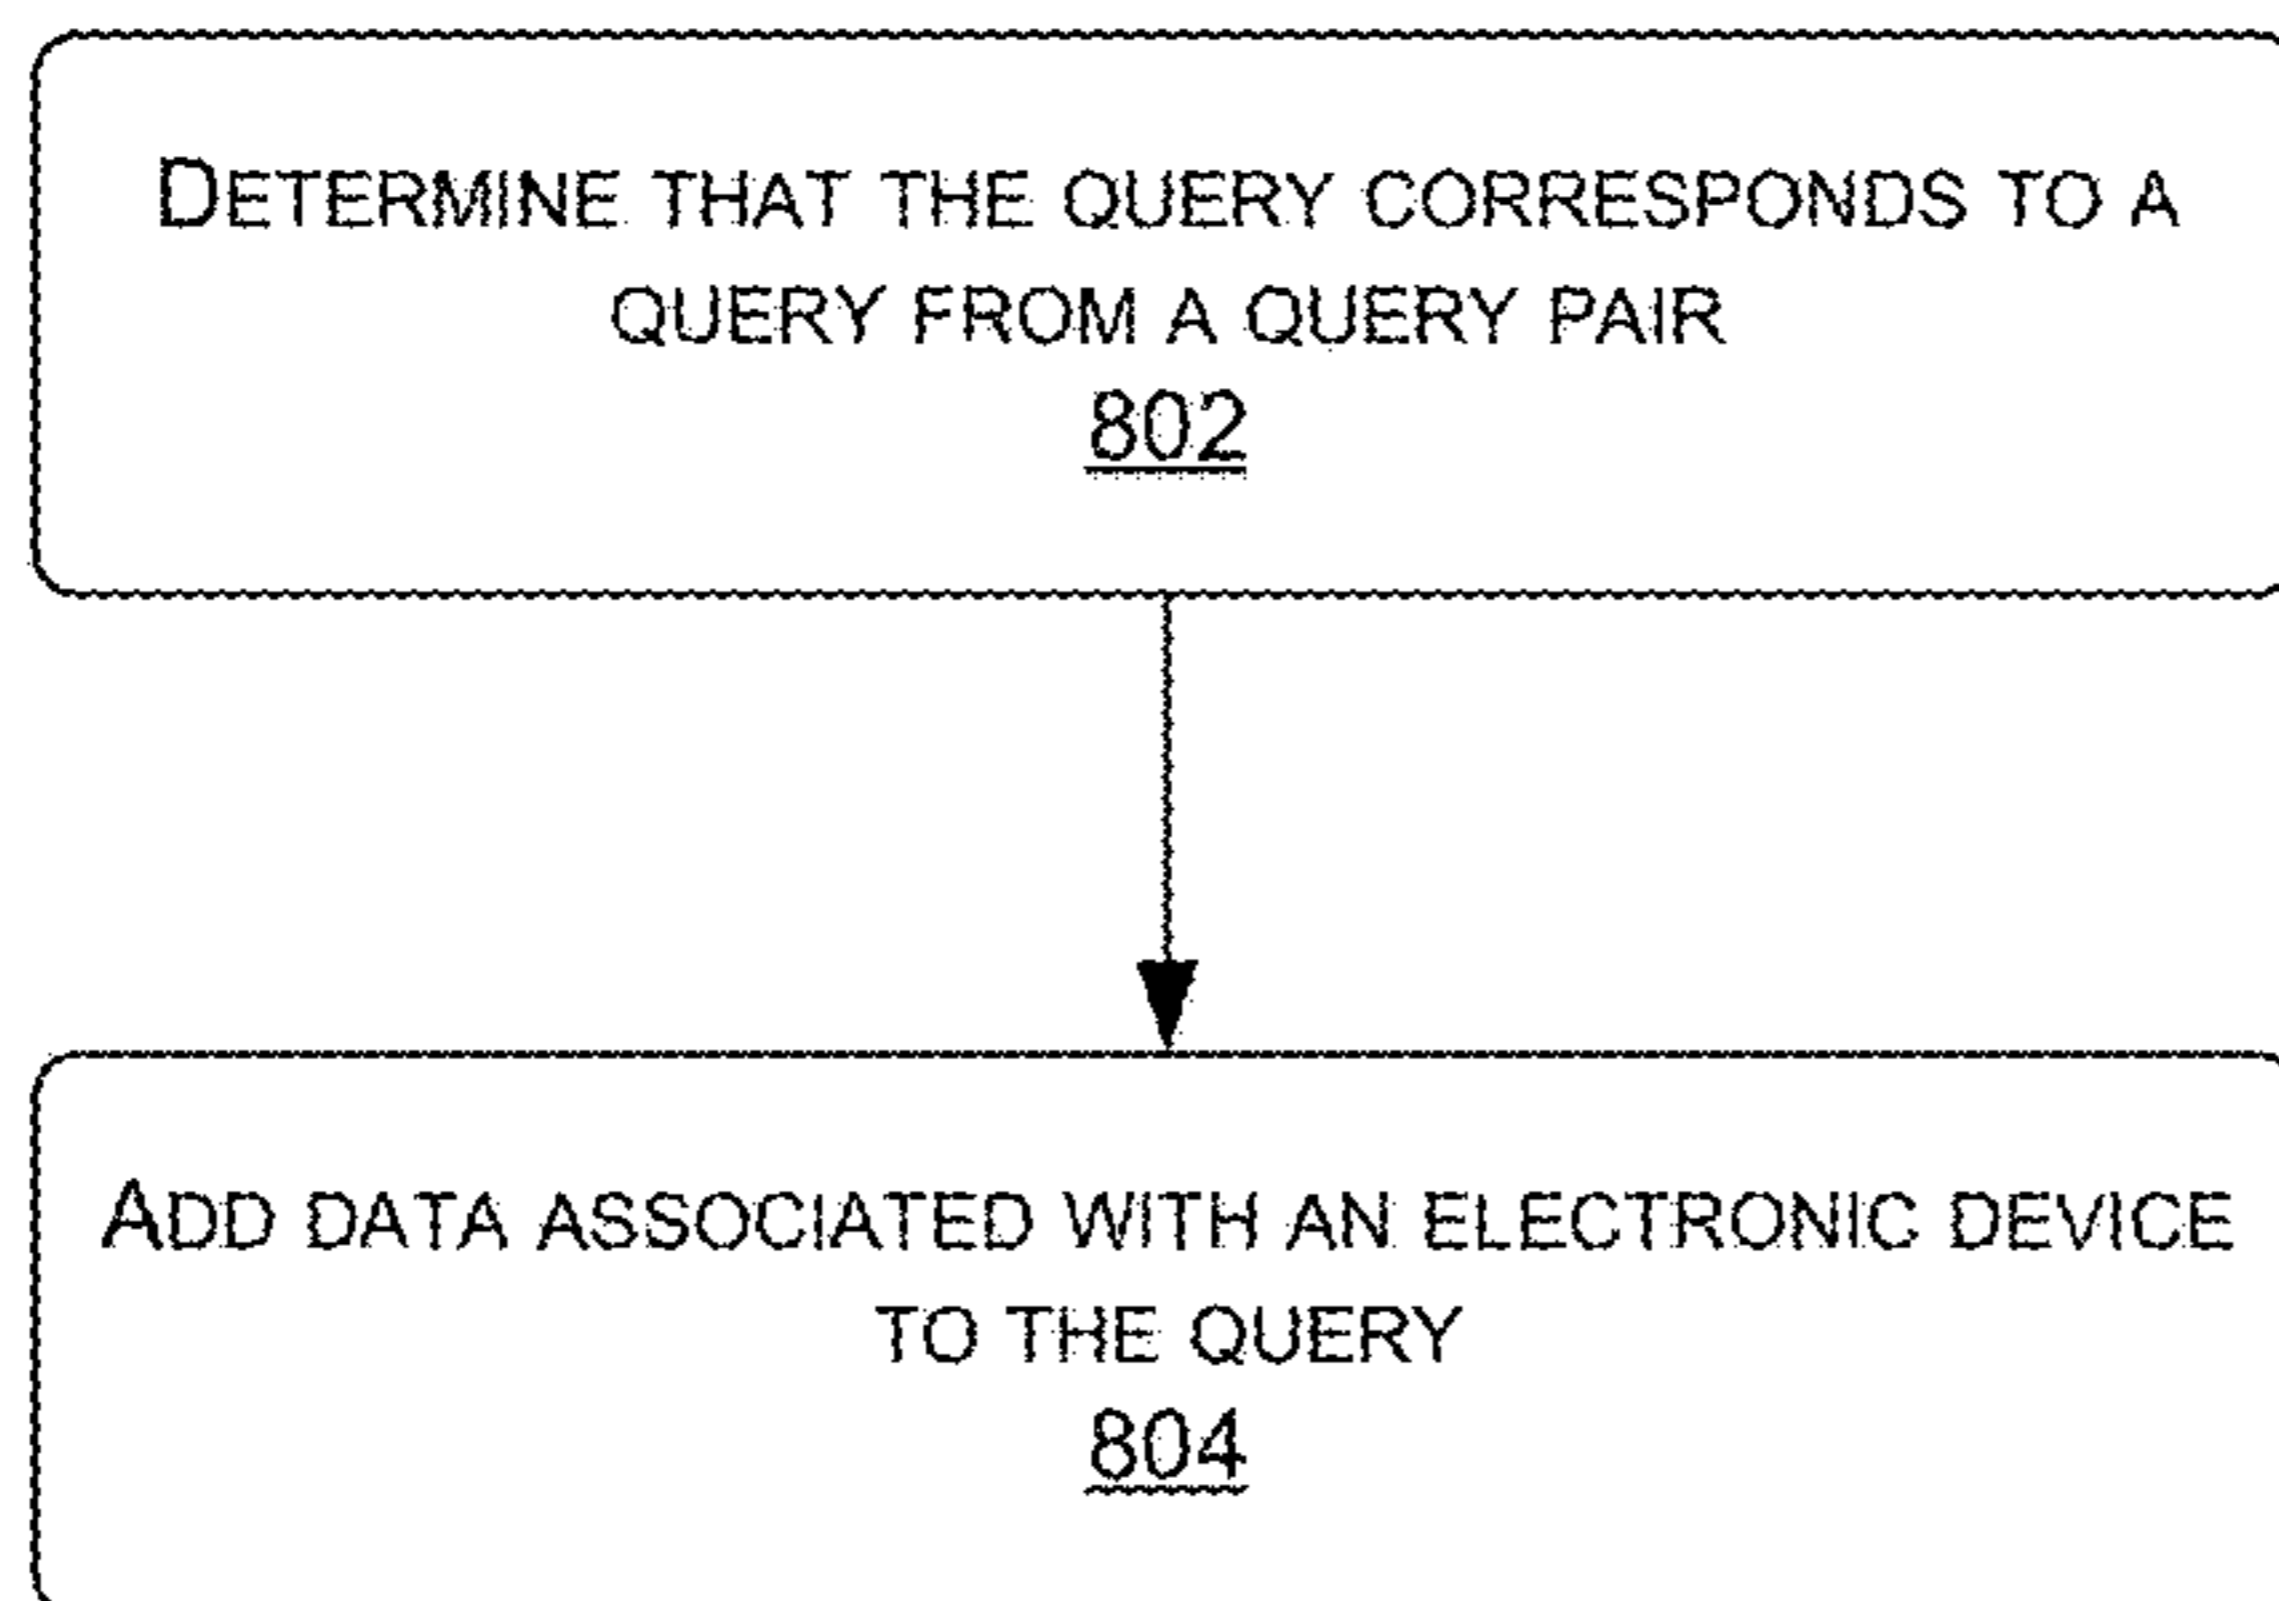 DETERMINE THAT THE QUERY CORRESPONDS TO A
QUERY FROM A QUERY PAIR
802
ADD DATA ASSOCIATED WITH AN ELECTRONIC DEVICE
TO THE QUERY
804